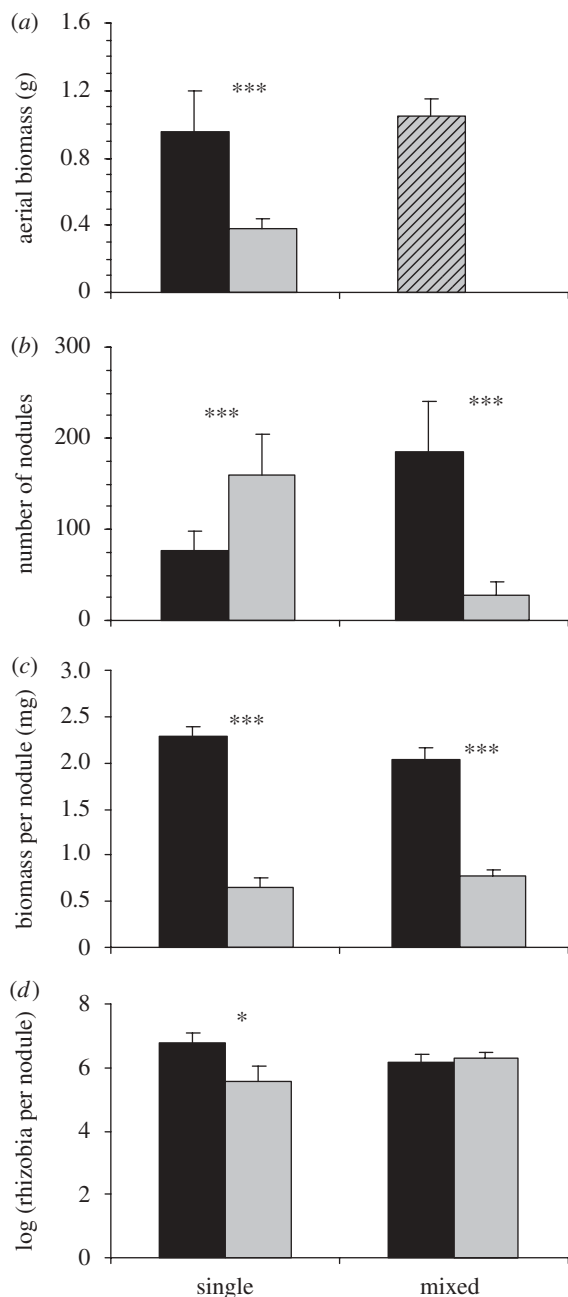 (a)
aerial biomass (g)
1.6
1.2
0.8
0.4
0
***
(b)
number of nodules
300
200
100
0
***
***
(c)
biomass per nodule (mg)
3.0
2.5
2.0
1.5
1.0
0.5
0
***
***
(d)
log (rhizobia per nodule)
8
6
4
2
0
*
single
mixed